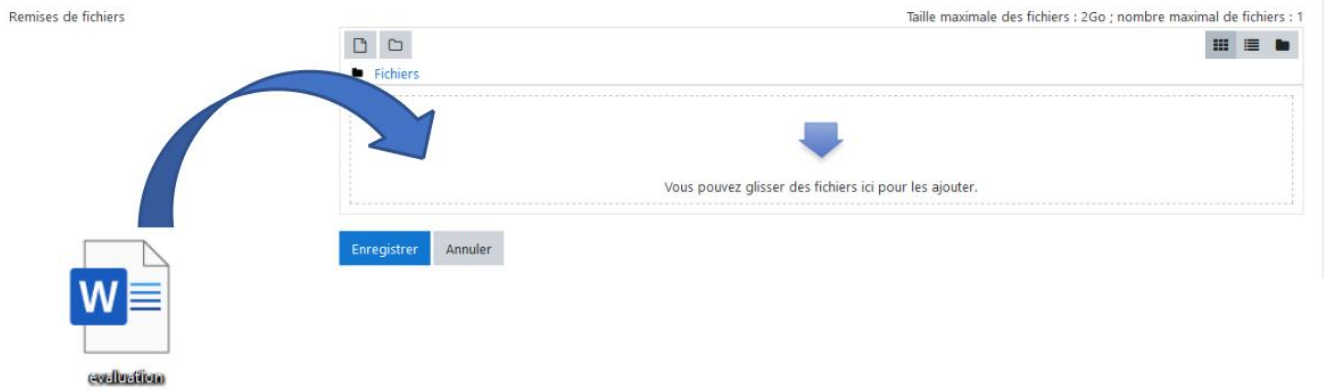 Remises de fichiers
Taille maximale des fichiers : 2Go ; nombre maximal de fichiers : 1
Fichiers
Vous pouvez glisser des fichiers ici pour les ajouter.
Enregistrer Annuler
W
evaluation